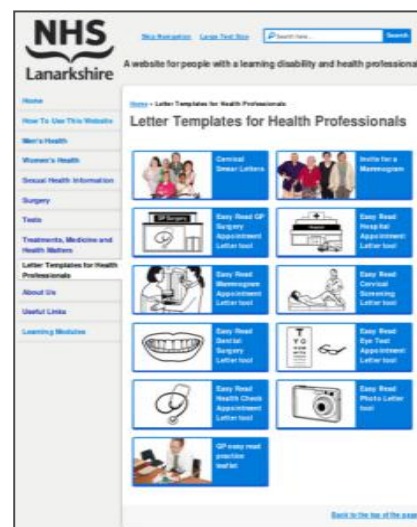 NHS
Lanarkshire
Skip Navigation Large Text Size
Search here...
Search
A website for people with a learning disability and health professional
Home
How To Use This Website
Men's Health
Women's Health
Sexual Health Information
Surgery
Tests
Treatments, Medicine and
Health Matters
Letter Templates for Health
Professionals
About Us
Useful Links
Learning Modules
Home » Letter Templates for Health Professionals
Letter Templates for Health Professionals
Cervical
Smear Letters
Invite for a
Mammogram
GP Surgery
Easy Read GP
Surgery
Appointment
Letter tool
Hospital
Easy Read
Hospital
Appointment
Letter tool
Easy Read
Mammogram
Appointment
Letter tool
Easy Read
Cervical
Screening
Letter tool
Easy Read
Dental
Surgery
Letter tool
Easy Read
Eye Test
Appointment
Letter tool
Easy Read
Health Check
Appointment
Letter tool
Easy Read
Photo Letter
tool
GP easy read
practice
leaflet
Back to the top of the page